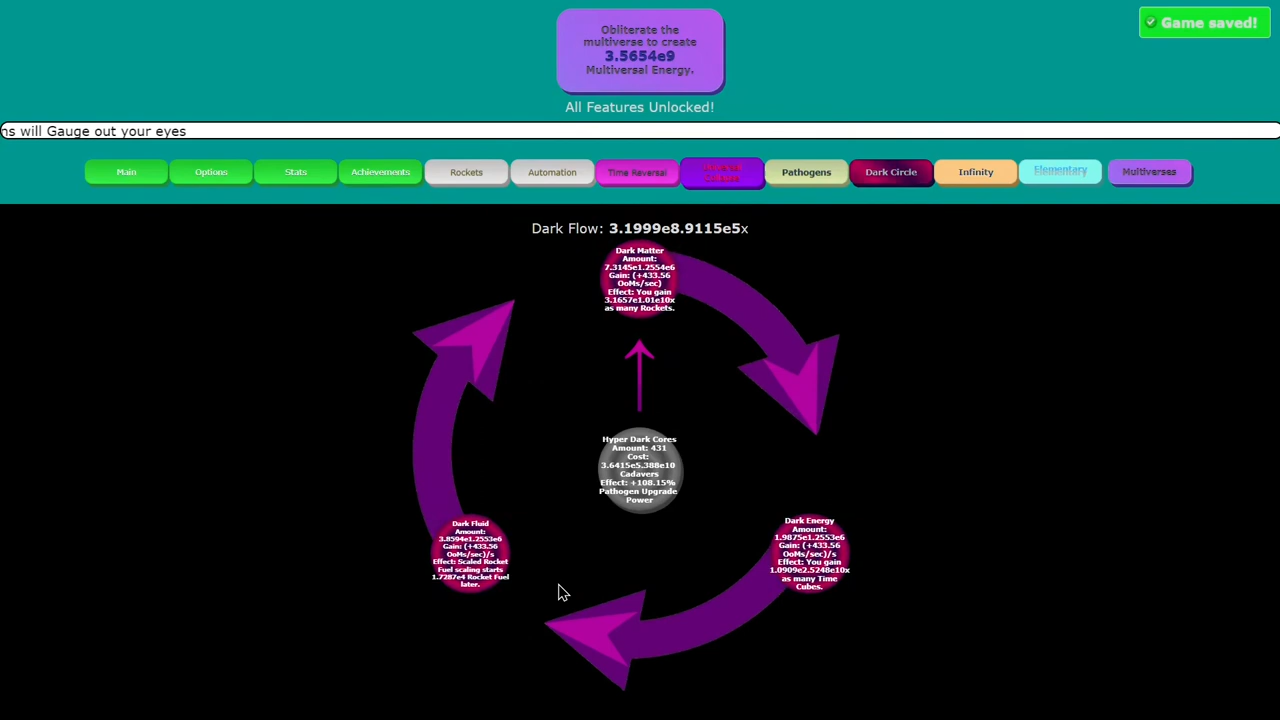 Obliterate the
multiverse to create
3.5654e9
Multiversal Energy.
Game saved!
All Features Unlocked!
ns will Gauge out your eyes
Main
Options
Stats
Achievements
Rockets
Automation
Time Reversal
Universal
Collapse
Pathogens
Dark Circle
Infinity
Elementary
Multiverses
Dark Flow: 3.1999e8.9115e5x
Dark Matter
Amount:
7.3145e1.2554e6
Gain: (+433.56
OoMs/sec)
Effect: You gain
3.1657e1.01e10x
as many Rockets.
Hyper Dark Cores
Amount: 431
Cost:
3.6415e5.388e10
Cadavers
Effect: +108.15%
Pathogen Upgrade
Power
Dark Fluid
Amount:
3.8594e1.2553e6
Gain: (+433.56
OoMs/sec)/s
Effect: Scaled Rocket
Fuel scaling starts
1.7287e4 Rocket Fuel
later.
Dark Energy
Amount:
1.9875e1.2553e6
Gain: (+433.56
OoMs/sec)/s
Effect: You gain
1.0909e2.5248e10x
as many Time
Cubes.